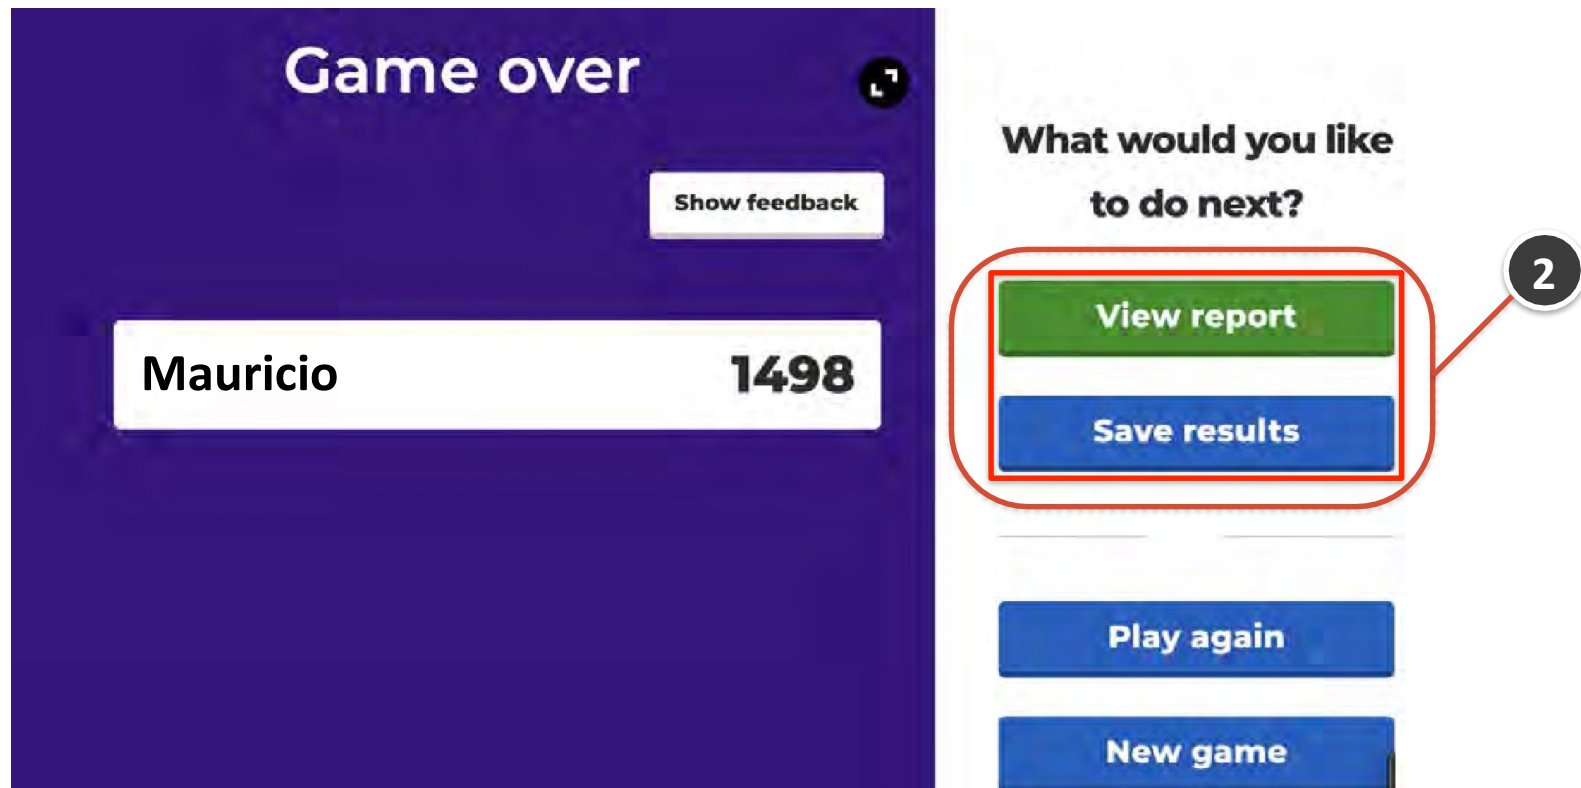 Game over
Show feedback
Mauricio 1498
What would you like
to do next?
View report
Save results
2
Play again
New game